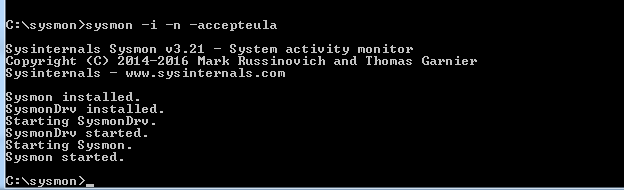 C:\sysmon>sysmon -i -n -accepteula
Sysinternals Sysmon v3.21 - System activity monitor
Copyright (C) 2014-2016 Mark Russinovich and Thomas Garnier
Sysinternals - www.sysinternals.com
Sysmon installed.
SysmonDrv installed.
Starting SysmonDrv.
SysmonDrv started.
Starting Sysmon.
Sysmon started.
C:\sysmon>_